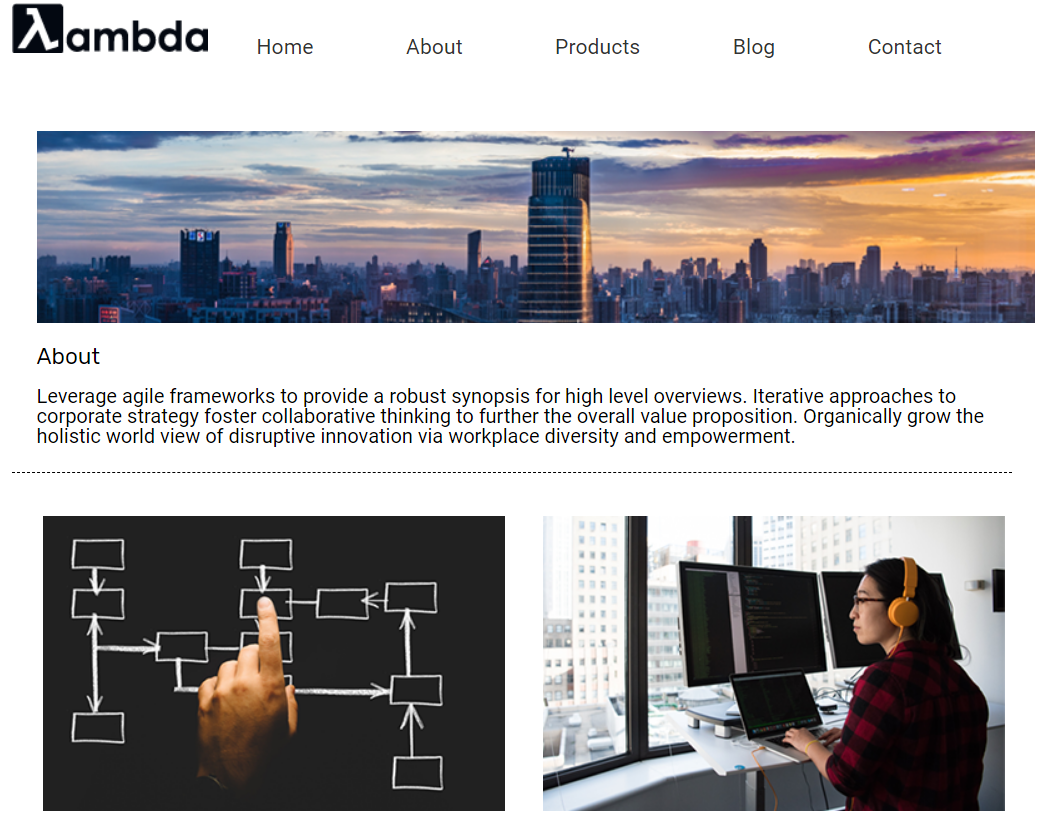 λambda
Home About Products Blog Contact
About
Leverage agile frameworks to provide a robust synopsis for high level overviews. Iterative approaches to
corporate strategy foster collaborative thinking to further the overall value proposition. Organically grow the
holistic world view of disruptive innovation via workplace diversity and empowerment.